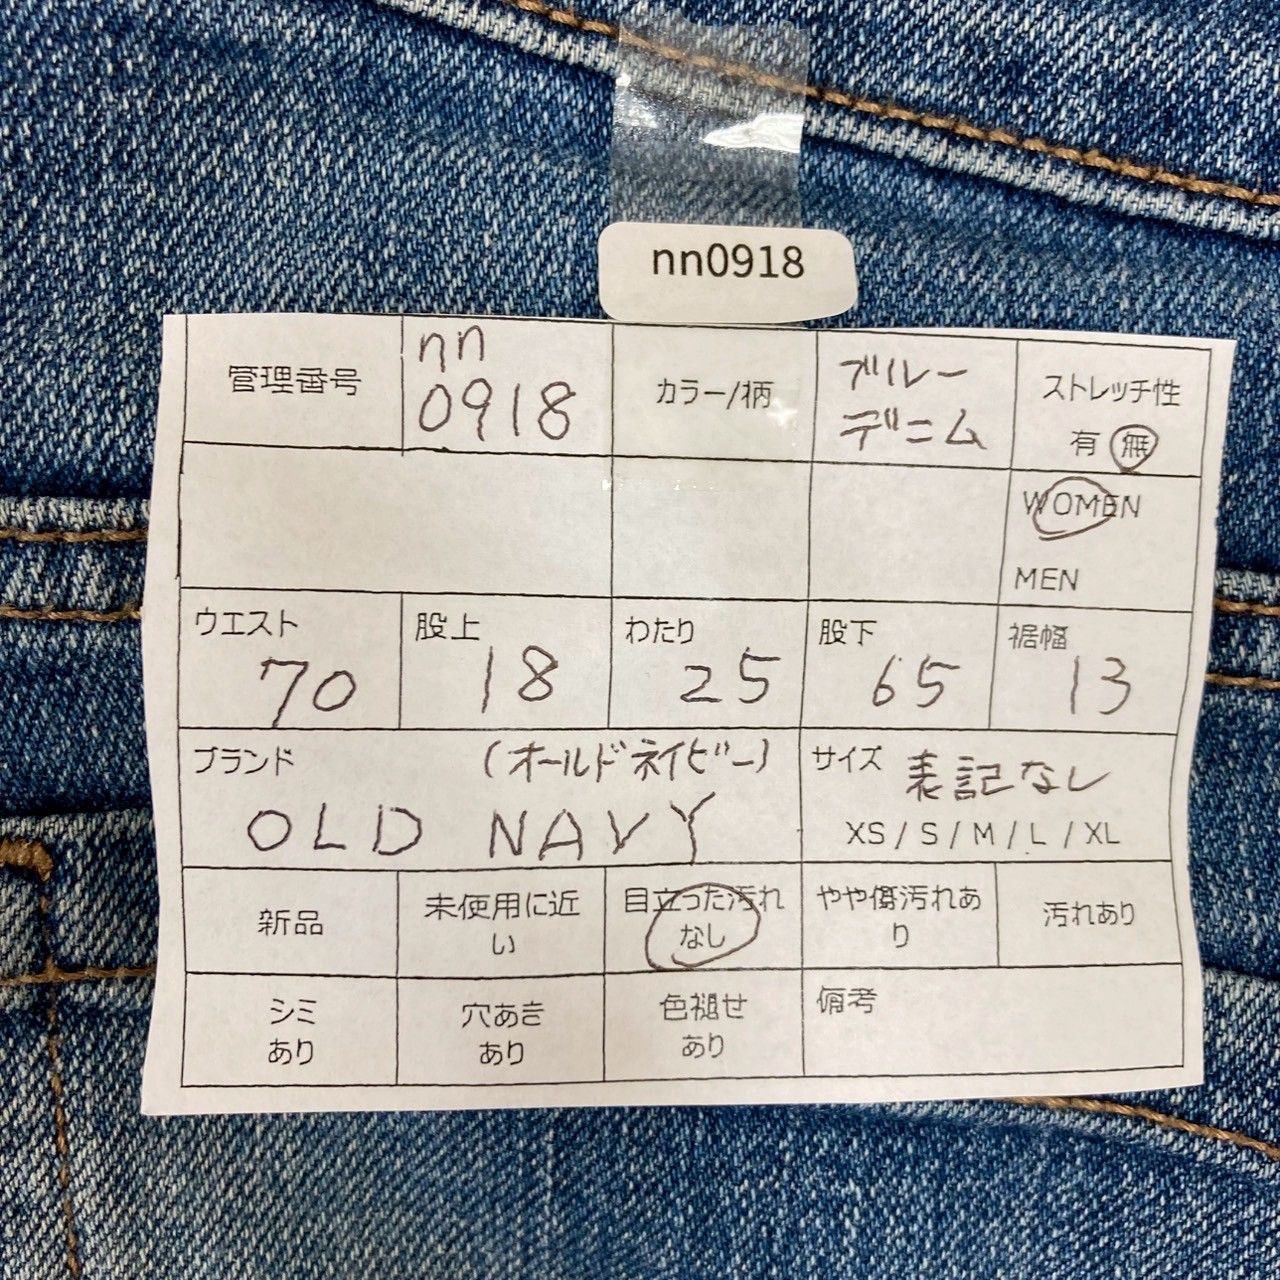 nn0918
管理番号
nn
0918
カラー/柄
ブルー
デニム
ストレッチ性
有 無
WOMEN
MEN
ウエスト
70
股上
18
わたり
25
股下
65
裾幅
13
ブランド
(オールドネイビー)
OLD NAVY
サイズ
表記なし
XS / S / M / L / XL
新品
未使用に近
い
目立った汚れ
なし
やや傷汚れあ
り
汚れあり
シミ
あり
穴あき
あり
色褪せ
あり
備考